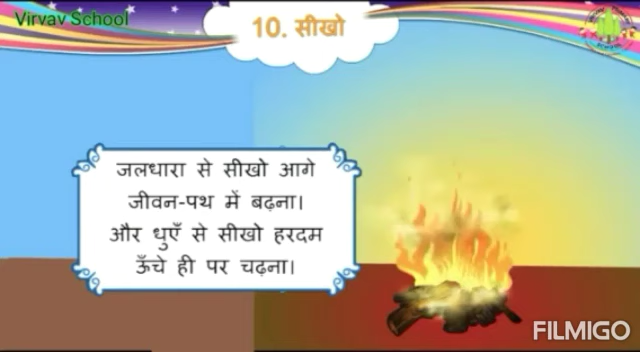 Virvav School
10. सीखो
जलधारा से सीखो आगे
जीवन-पथ में बढ़ना।
और धुएँ से सीखो हरदम
ऊँचे ही पर चढ़ना।
FILMIGO